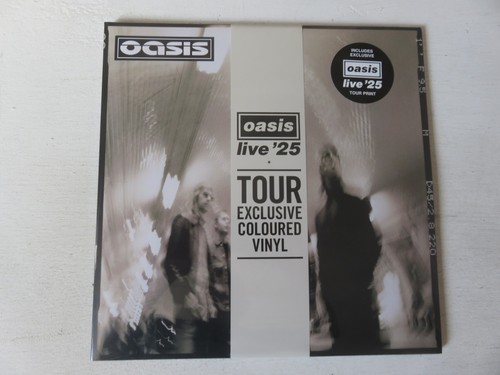 oasis
INCLUDES
EXCLUSIVE
oasis
live '25
TOUR PRINT
oasis
live '25
TOUR
EXCLUSIVE
COLOURED
VINYL